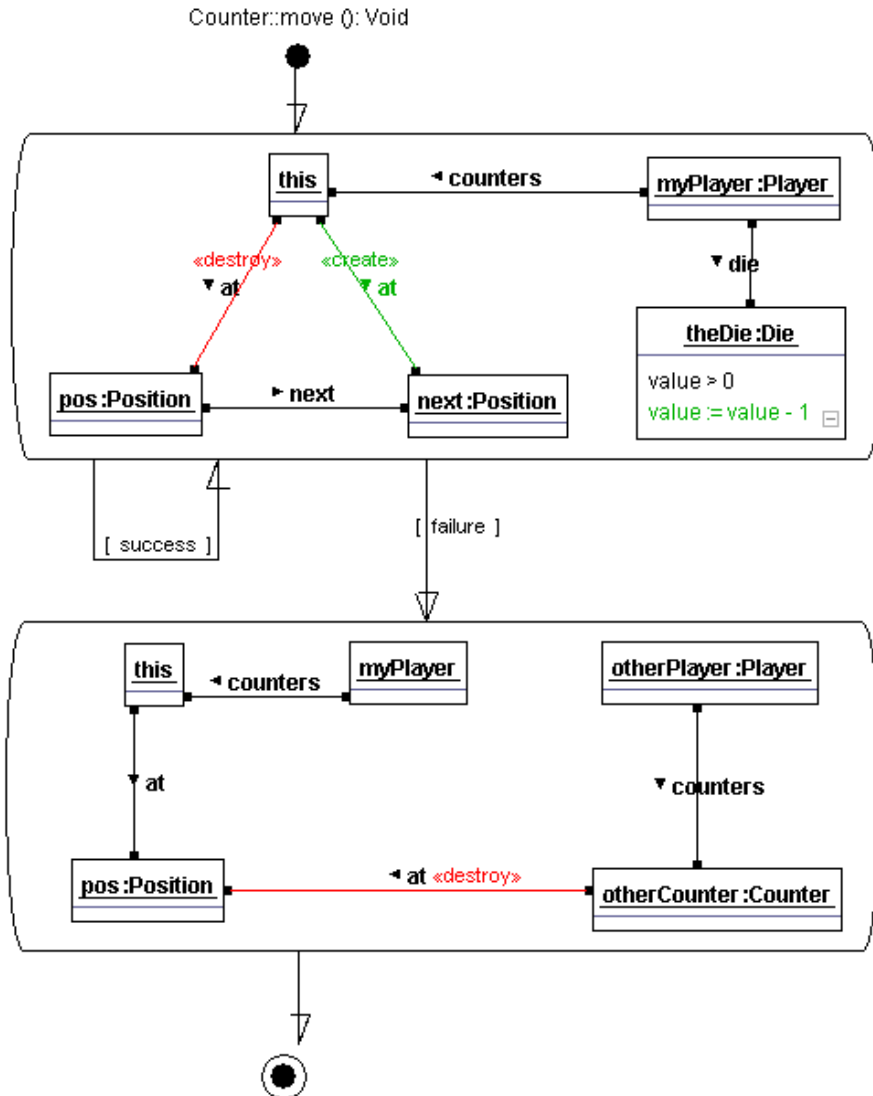 Counter::move (): Void
this
◄ counters
myPlayer :Player
«destroy»
«create»
▼ at
▼ at
▼ die
theDie :Die
value > 0
value := value - 1
pos :Position
► next
next :Position
[ success ]
[ failure ]
this
◄ counters
myPlayer
otherPlayer :Player
▼ at
▼ counters
pos :Position
◄ at «destroy»
otherCounter :Counter